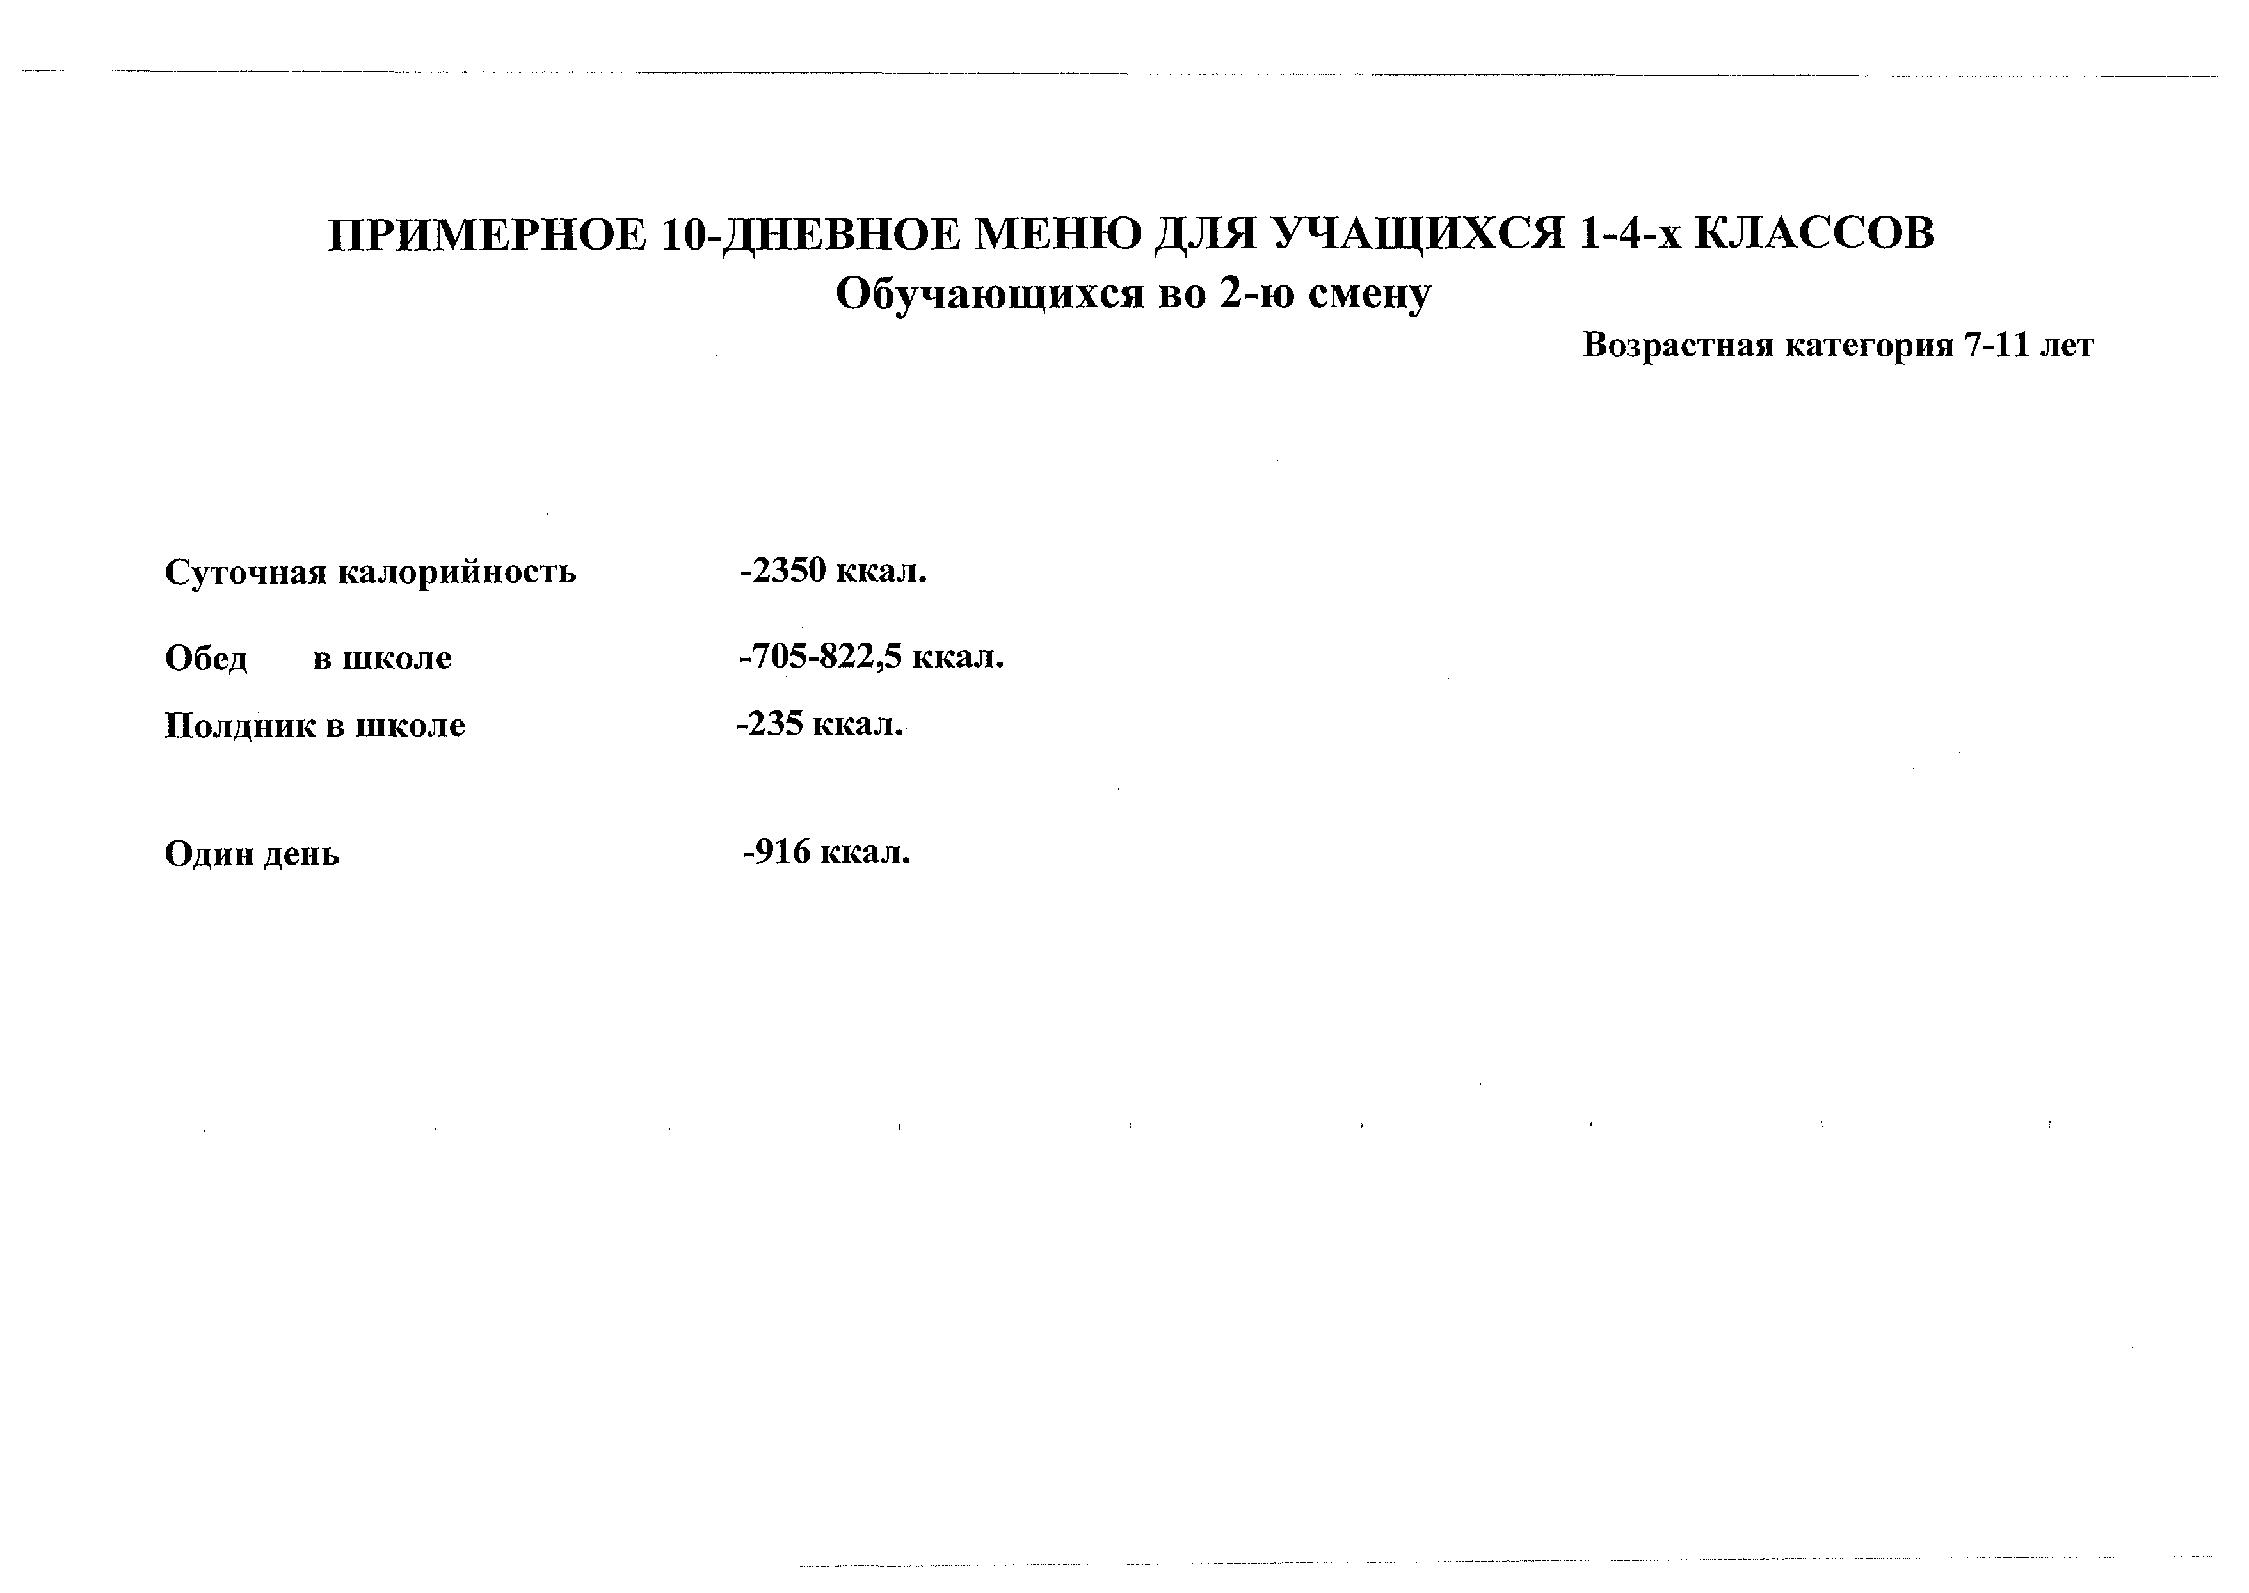 ПРИМЕРНОЕ 10-ДНЕВНОЕ МЕНЮ ДЛЯ УЧАЩИХСЯ 1-4-х КЛАССОВ
Обучающихся во 2-ю смену
Возрастная категория 7-11 лет
Суточная калорийность -2350 ккал.
Обед в школе -705-822,5 ккал.
Полдник в школе -235 ккал.
Один день -916 ккал.